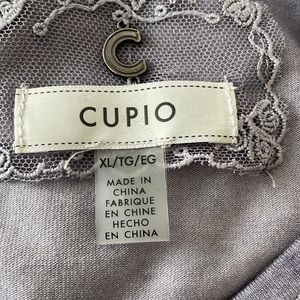 C
CUPIO
XL/TG/EG
MADE IN
CHINA
FABRIQUE
EN CHINE
HECHO
EN CHINA